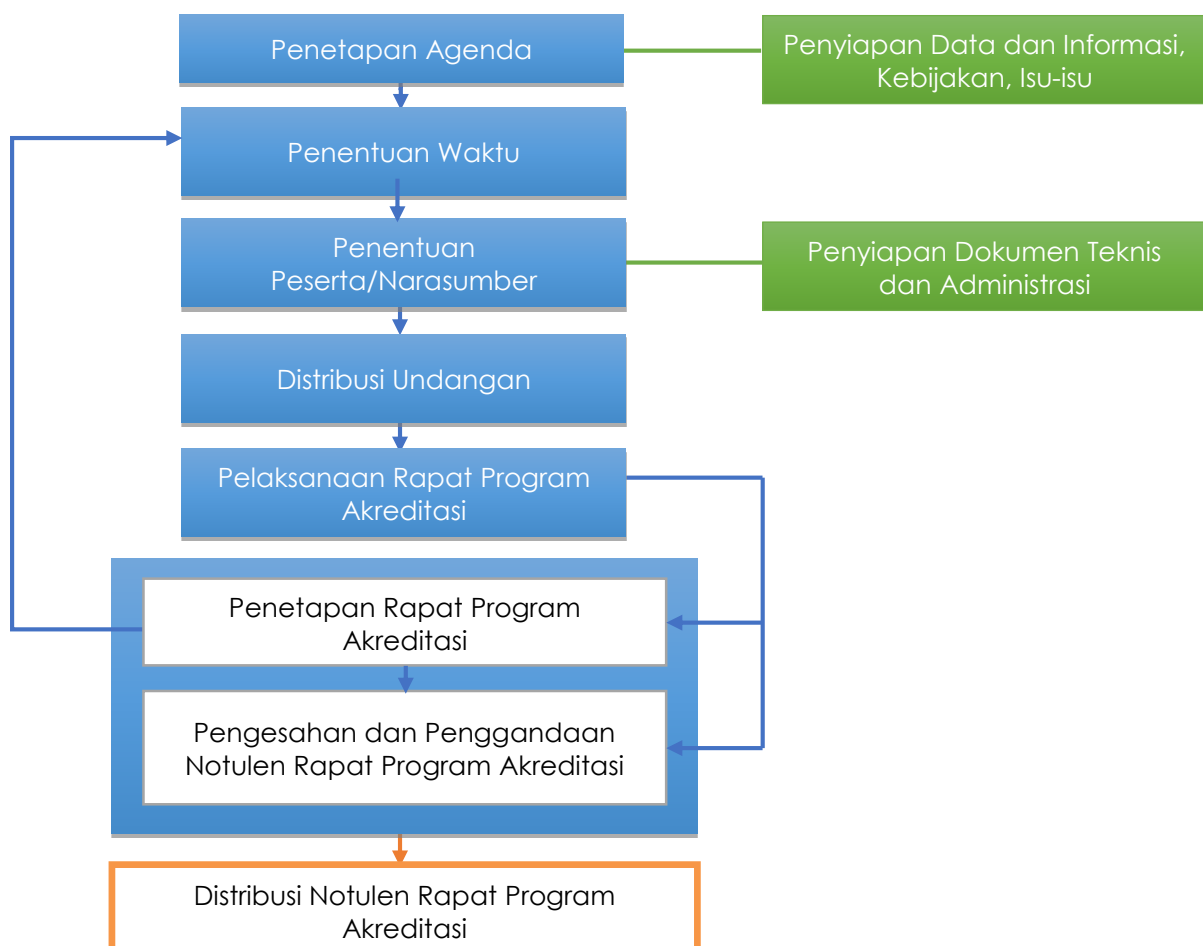 Penetapan Agenda
Penyiapan Data dan Informasi,
Kebijakan, Isu-isu
Penentuan Waktu
Penentuan
Peserta/Narasumber
Penyiapan Dokumen Teknis
dan Administrasi
Distribusi Undangan
Pelaksanaan Rapat Program
Akreditasi
Penetapan Rapat Program
Akreditasi
Pengesahan dan Penggandaan
Notulen Rapat Program Akreditasi
Distribusi Notulen Rapat Program
Akreditasi